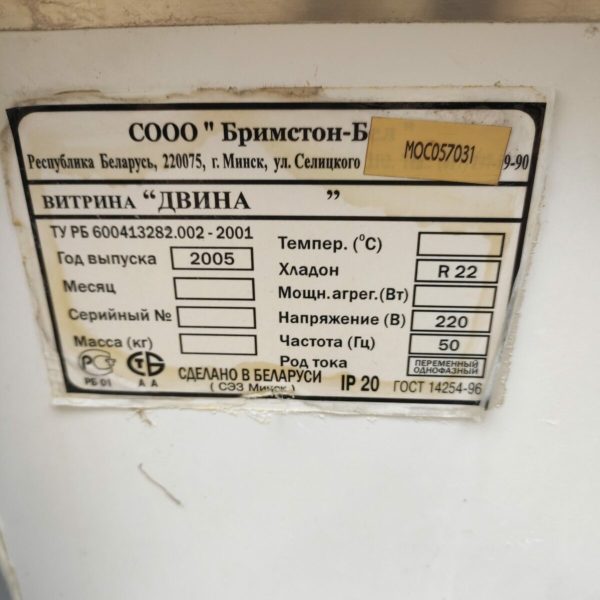 СООО " Бримстон-Б
МОС057031
Республика Беларусь, 220075, г. Минск, ул. Селицкого 9-90
ВИТРИНА “ДВИНА ”
ТУ РБ 600413282.002 - 2001
Год выпуска 2005
Месяц
Серийный №
Масса (кг)
Темпер. (°С)
Хладон R 22
Мощн.агрег.(Вт)
Напряжение (В) 220
Частота (Гц) 50
Род тока ПЕРЕМЕННЫЙ ОДНОФАЗНЫЙ
РБ 01
А А
СДЕЛАНО В БЕЛАРУСИ
( СЭЗ Минск )
IP 20
ГОСТ 14254-96